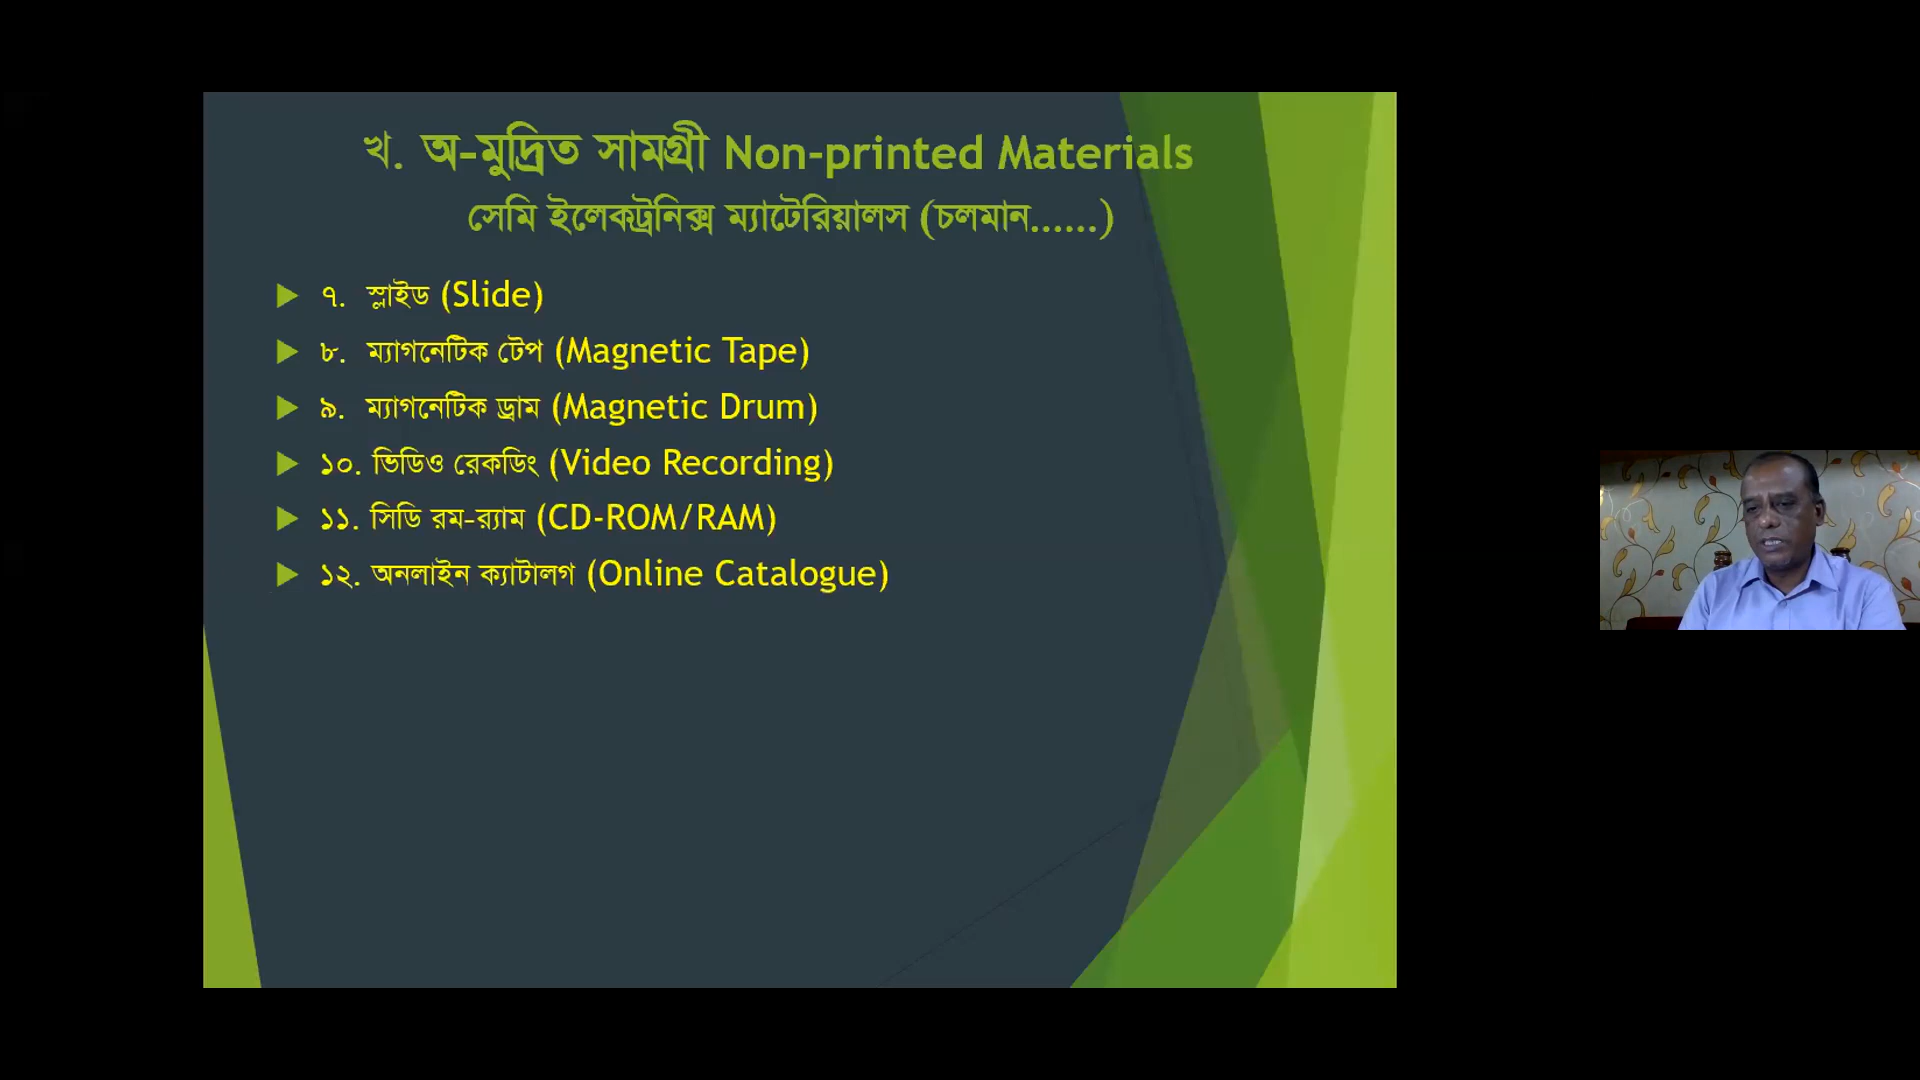 খ. অ-মুদ্রিত সামগ্রী Non-printed Materials
সেমি ইলেকট্রনিক্স ম্যাটেরিয়ালস (চলমান......)
৭. স্লাইড (Slide)
৮. ম্যাগনেটিক টেপ (Magnetic Tape)
৯. ম্যাগনেটিক ড্রাম (Magnetic Drum)
১০. ভিডিও রেকডিং (Video Recording)
১১. সিডি রম-র‍্যাম (CD-ROM/RAM)
১২. অনলাইন ক্যাটালগ (Online Catalogue)